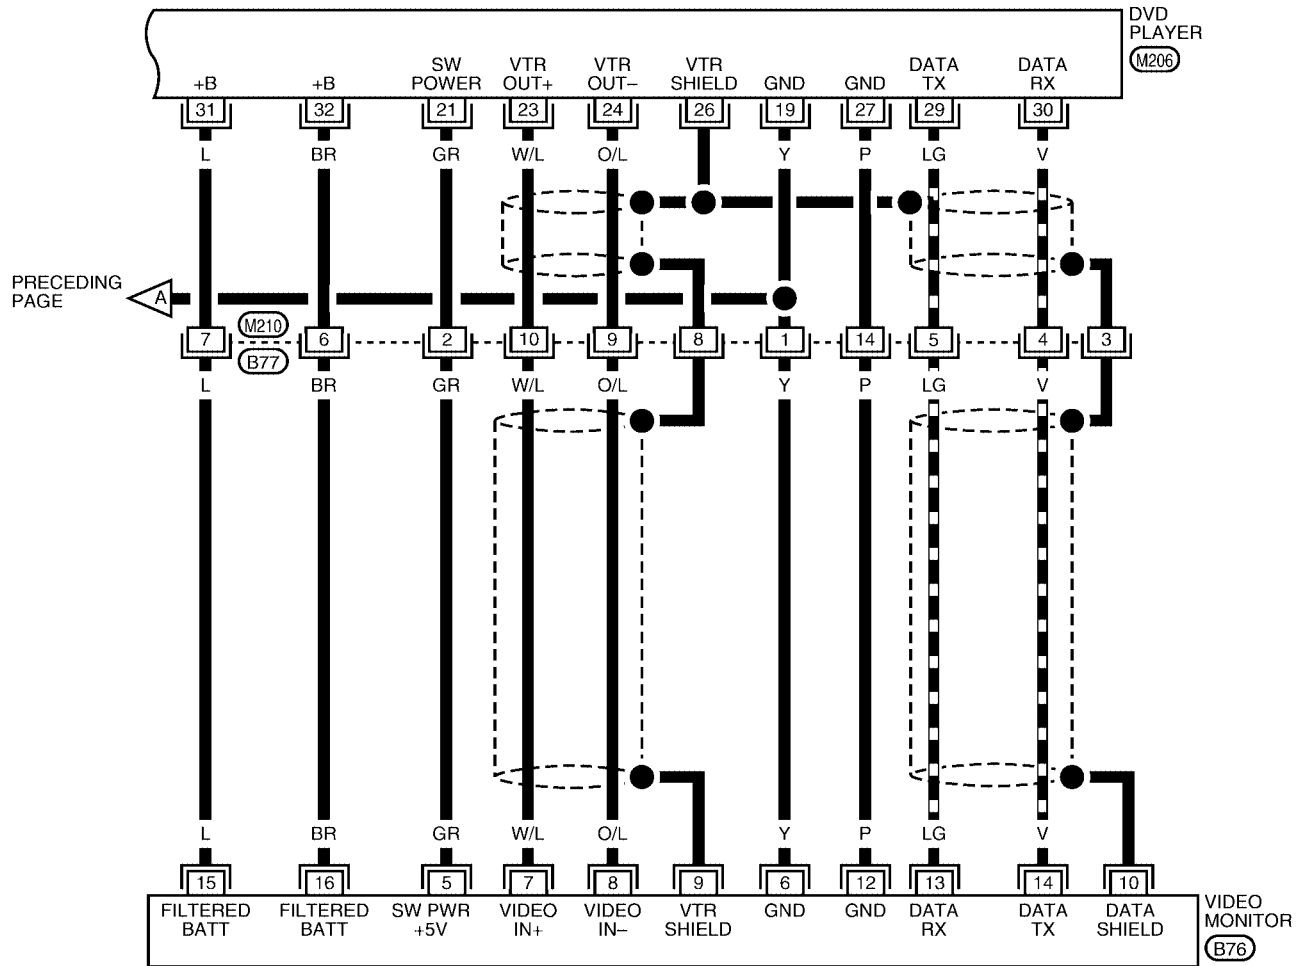 DVD
PLAYER
M206
+B +B SW POWER VTR OUT+ VTR OUT– VTR SHIELD GND GND DATA TX DATA RX
31 32 21 23 24 26 19 27 29 30
L BR GR W/L O/L Y P LG V
PRECEDING
PAGE
A
M210
7 6 2 10 9 8 1 14 5 4 3
B77
L BR GR W/L O/L Y P LG V
L BR GR W/L O/L Y P LG V
15 16 5 7 8 9 6 12 13 14 10
FILTERED BATT FILTERED BATT SW PWR +5V VIDEO IN+ VIDEO IN– VTR SHIELD GND GND DATA RX DATA TX DATA SHIELD
VIDEO
MONITOR
B76